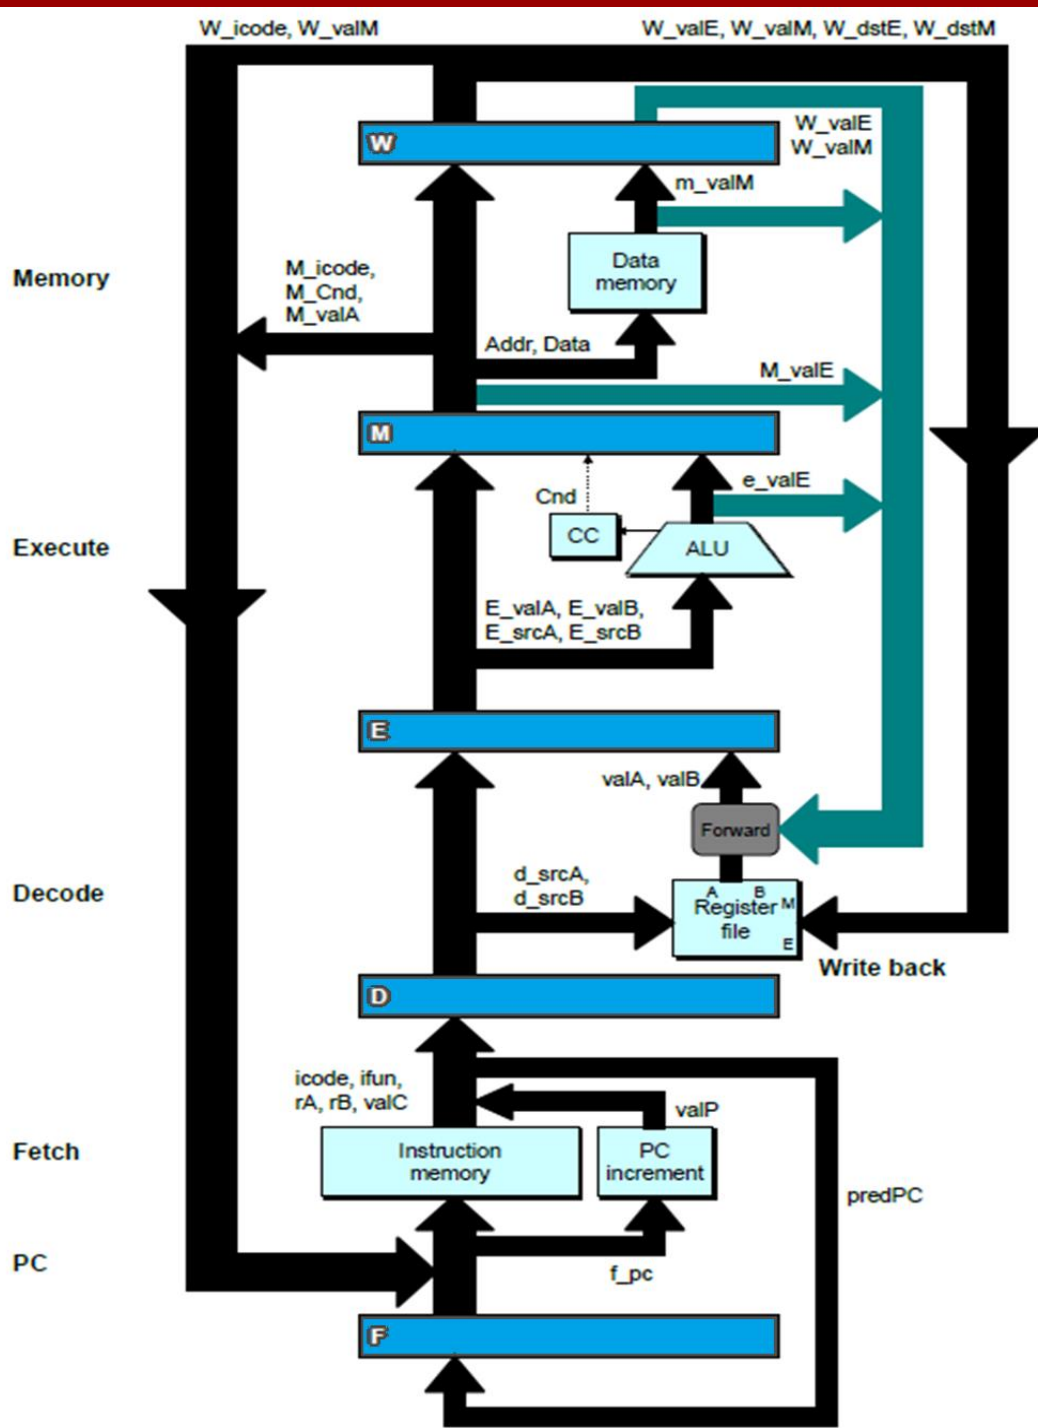 W_icode, W_valM
W_valE, W_valM, W_dstE, W_dstM
W
W_valE
W_valM
m_valM
Data
memory
Memory
M_icode,
M_Cnd,
M_valA
Addr, Data
M_valE
M
e_valE
Cnd
CC
ALU
Execute
E_valA, E_valB,
E_srcA, E_srcB
E
valA, valB
Forward
Decode
d_srcA,
d_srcB
A
B
M
Register
file
E
Write back
D
icode, ifun,
rA, rB, valC
valP
Fetch
Instruction
memory
PC
increment
predPC
PC
f_pc
F